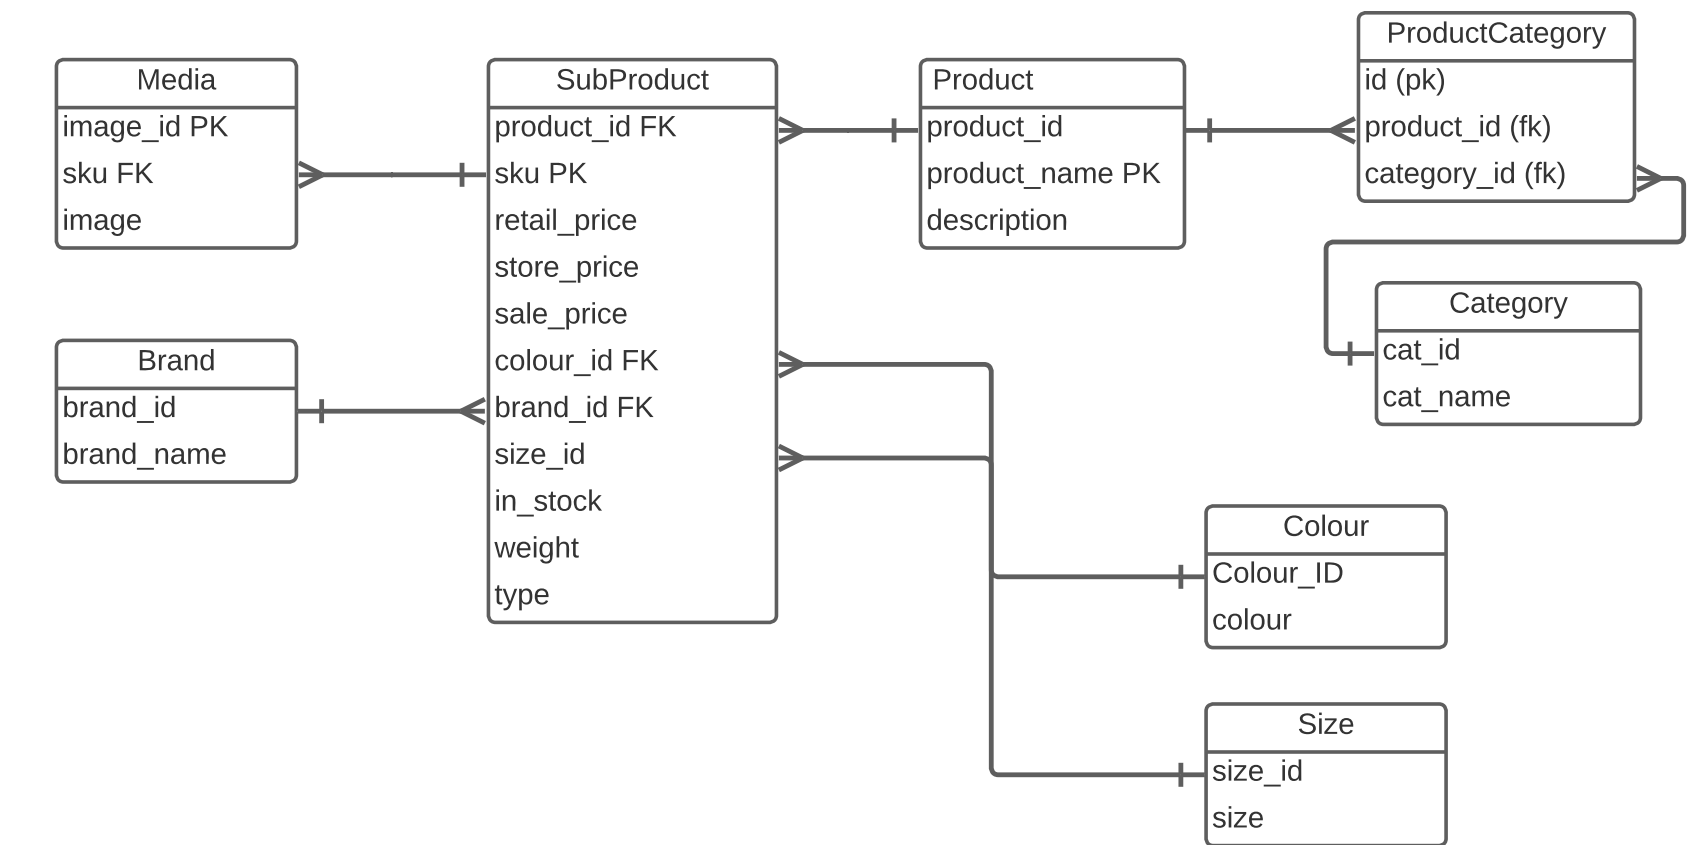 Media
image_id PK
sku FK
image
SubProduct
product_id FK
sku PK
retail_price
store_price
sale_price
colour_id FK
brand_id FK
size_id
in_stock
weight
type
Product
product_id
product_name PK
description
ProductCategory
id (pk)
product_id (fk)
category_id (fk)
Category
cat_id
cat_name
Brand
brand_id
brand_name
Colour
Colour_ID
colour
Size
size_id
size